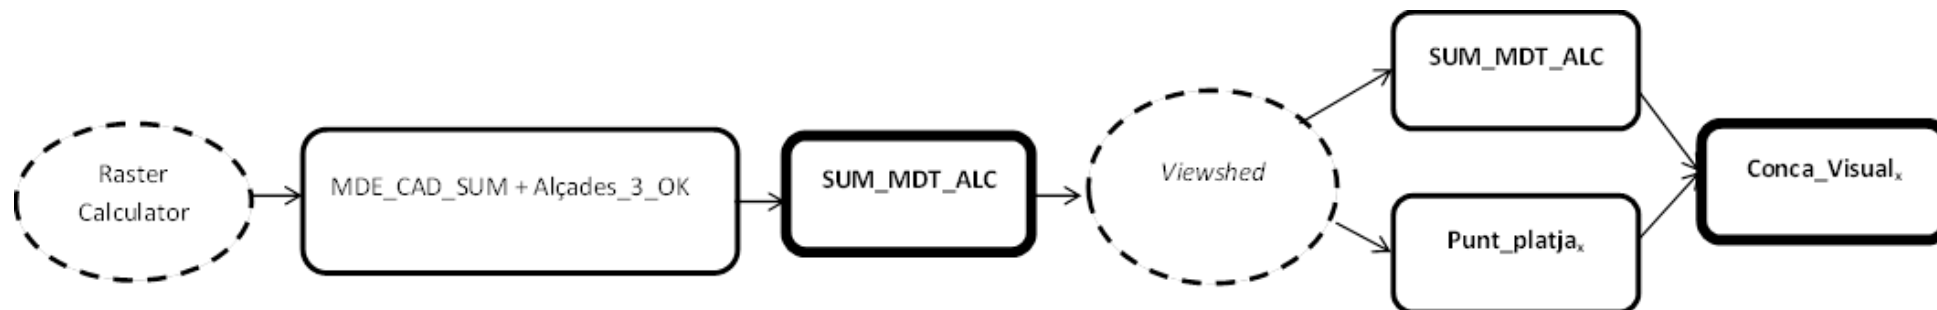 Raster
Calculator
MDE_CAD_SUM + Alçades_3_OK
SUM_MDT_ALC
Viewshed
SUM_MDT_ALC
Punt_platjaₓ
Conca_Visualₓ